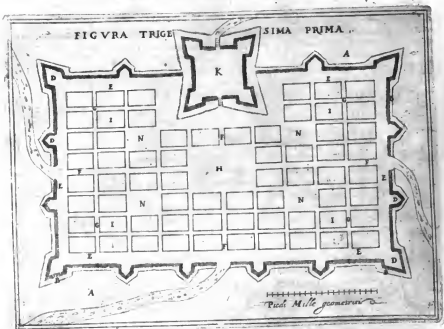 FIGVRA TRIGE SIMA PRIMA
A
K
D E E
G G
I I
N F N
H
D D
F F
E E
N N
D D
G I I G
F
E E
D D
B
A
Piedi Mille geometrici